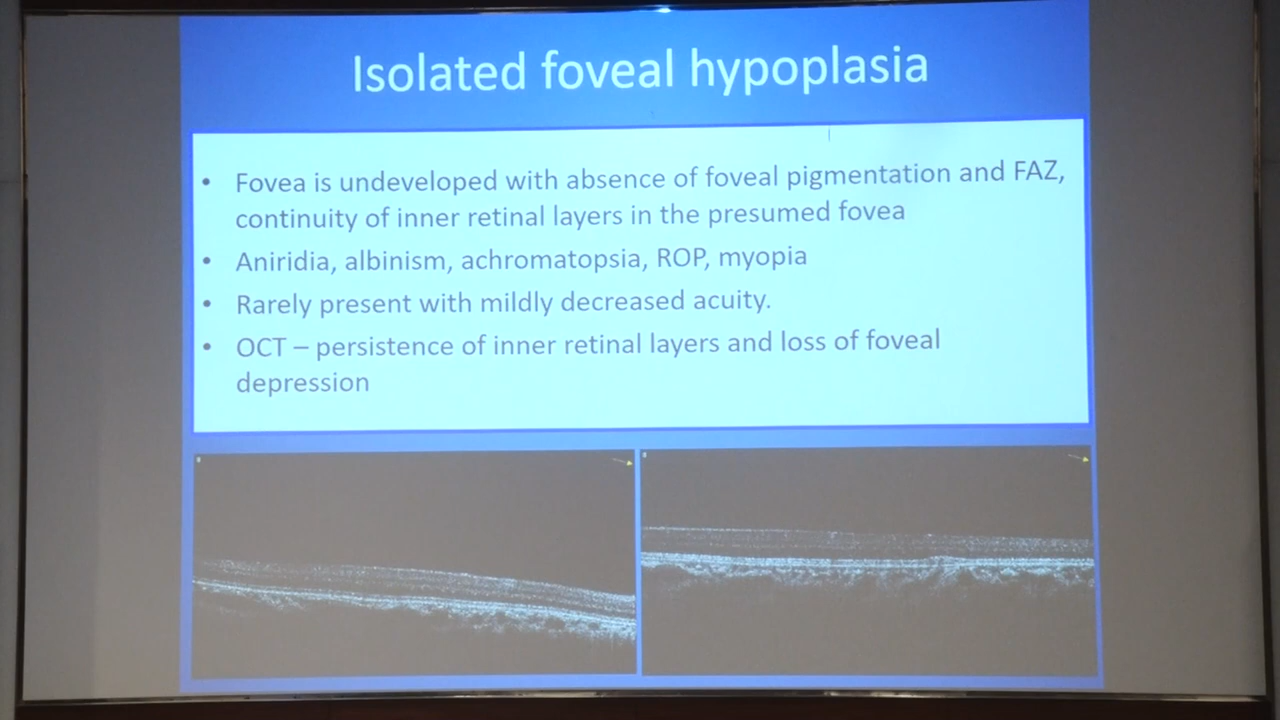 Isolated foveal hypoplasia
• Fovea is undeveloped with absence of foveal pigmentation and FAZ,
continuity of inner retinal layers in the presumed fovea
• Aniridia, albinism, achromatopsia, ROP, myopia
• Rarely present with mildly decreased acuity.
• OCT – persistence of inner retinal layers and loss of foveal
depression